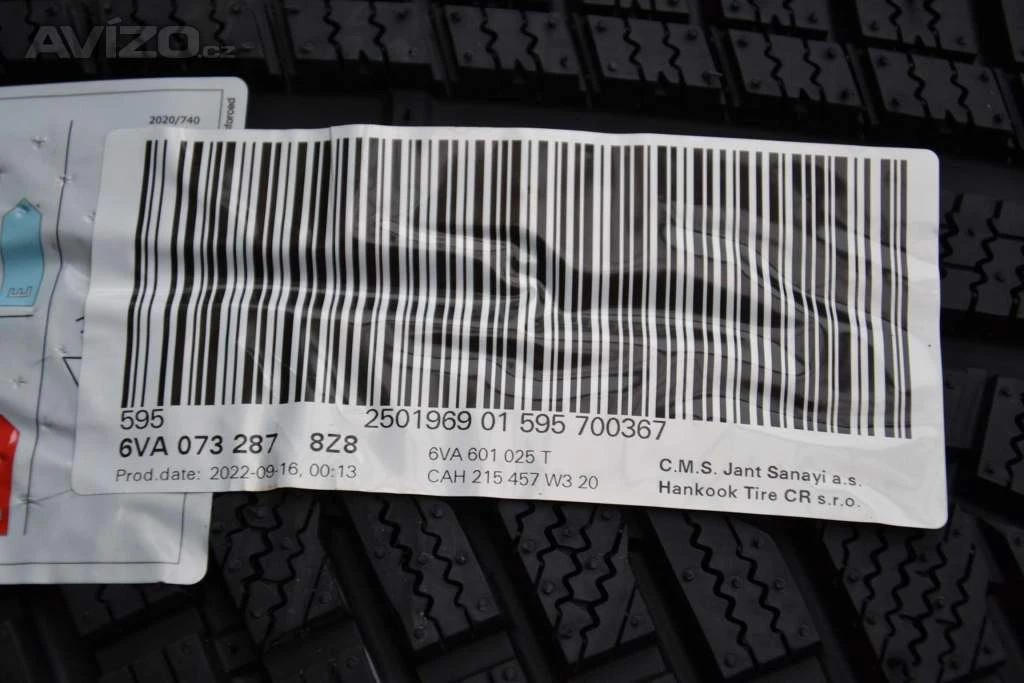 AVÍZO.cz
2020/740
595
2501969 01 595 700367
6VA 073 287 8Z8
6VA 601 025 T
Prod.date: 2022-09-16, 00:13
CAH 215 457 W3 20
C.M.S. Jant Sanayi a.s.
Hankook Tire CR s.r.o.
E